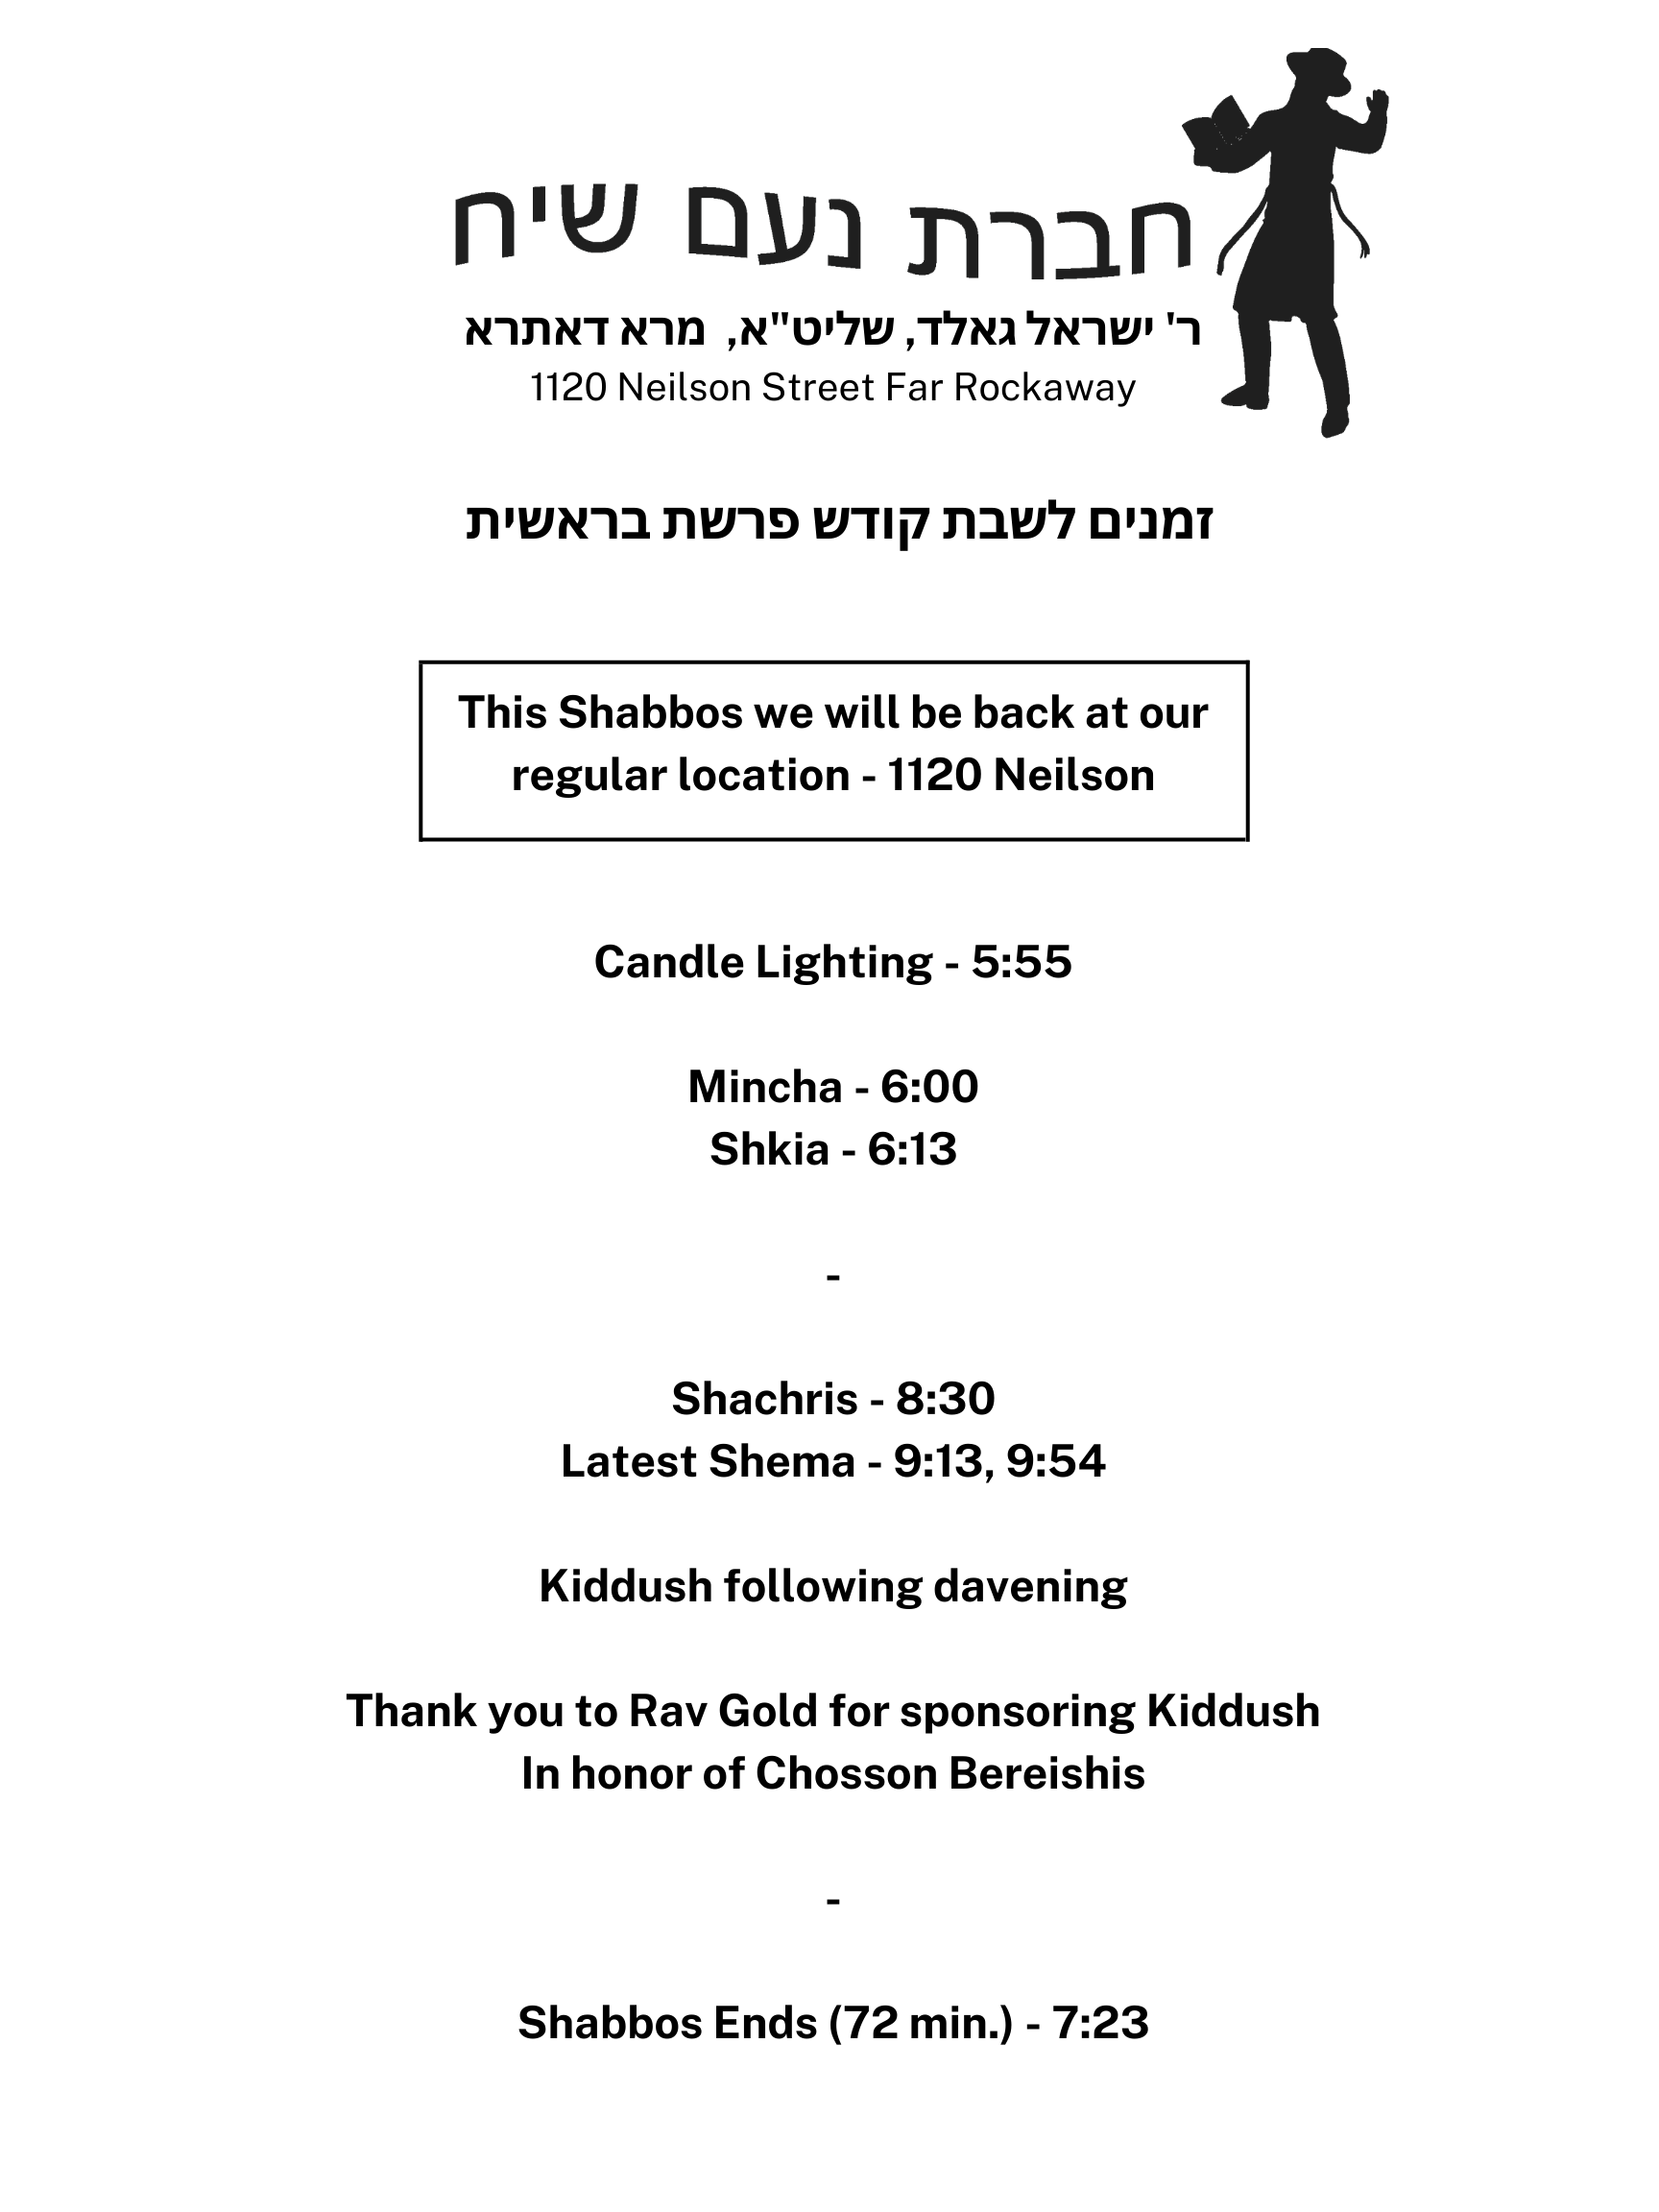 חברת נעם שיח
ר' ישראל גאלד, שליט"א, מרא דאתרא
1120 Neilson Street Far Rockaway
זמנים לשבת קודש פרשת בראשית
This Shabbos we will be back at our
regular location - 1120 Neilson
Candle Lighting - 5:55
Mincha - 6:00
Shkia - 6:13
-
Shachris - 8:30
Latest Shema - 9:13, 9:54
Kiddush following davening
Thank you to Rav Gold for sponsoring Kiddush
In honor of Chosson Bereishis
-
Shabbos Ends (72 min.) - 7:23